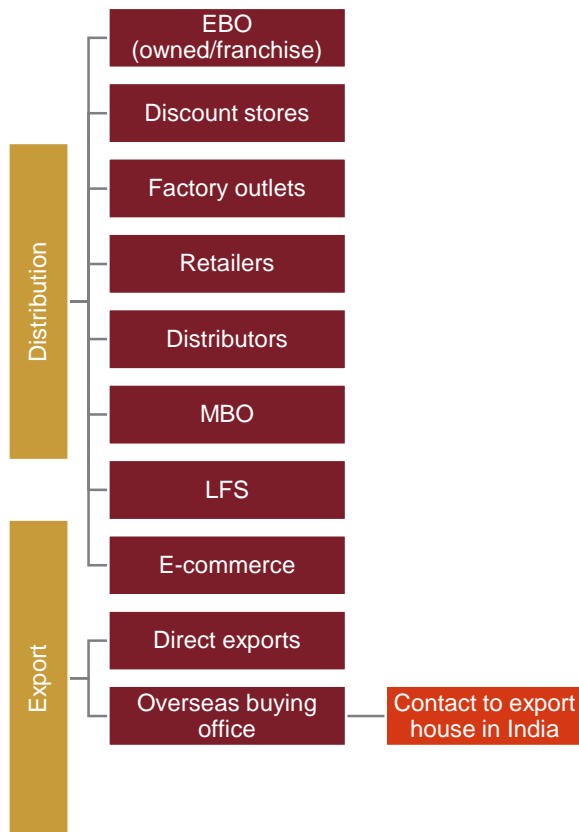 Distribution
EBO
(owned/franchise)
Discount stores
Factory outlets
Retailers
Distributors
MBO
LFS
E-commerce
Export
Direct exports
Overseas buying
office
Contact to export
house in India